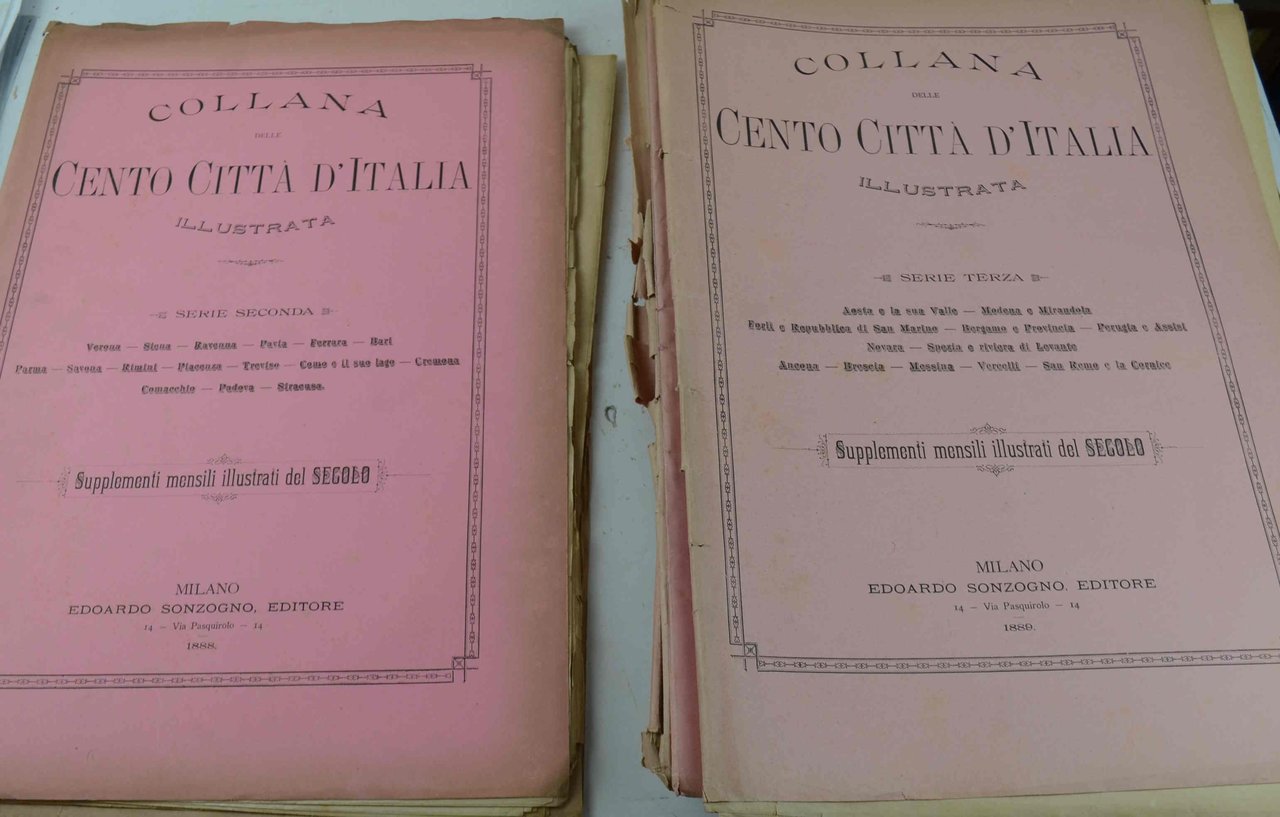 COLLANA
DELLE
CENTO CITTÀ D'ITALIA
ILLUSTRATA
SERIE SECONDA
Verona — Siena — Ravenna — Pavia — Ferrara — Bari
Parma — Savona — Rimini — Piacenza — Treviso — Como e il suo lago — Cremona
Comacchio — Padova — Siracusa.
Supplementi mensili illustrati del SECOLO
MILANO
EDOARDO SONZOGNO, EDITORE
14 — Via Pasquirolo — 14
1888.
COLLANA
DELLE
CENTO CITTÀ D'ITALIA
ILLUSTRATA
SERIE TERZA
Aosta e la sua Valle — Modena e Mirandola
Forlì e Repubblica di San Marino — Bergamo e Provincia — Perugia e Assisi
Novara — Spezia e riviera di Levante
Ancona — Brescia — Messina — Vercelli — San Remo e la Cornice
Supplementi mensili illustrati del SECOLO
MILANO
EDOARDO SONZOGNO, EDITORE
14 — Via Pasquirolo — 14
1889.